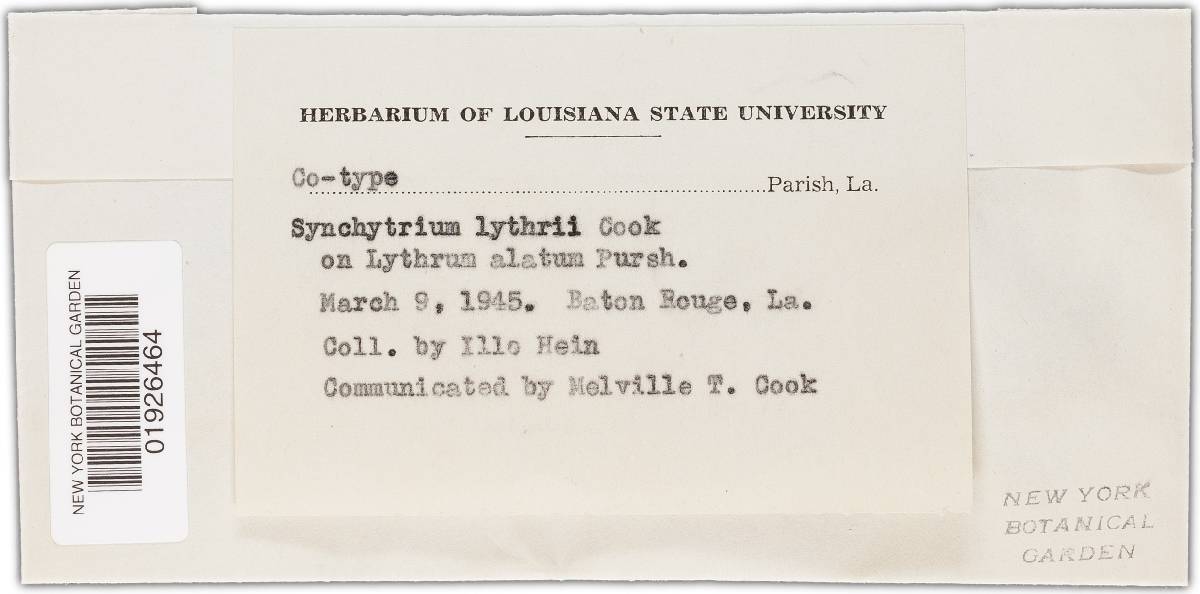 HERBARIUM OF LOUISIANA STATE UNIVERSITY
Co-type Parish, La.
Synchytrium lythrii Cook
on Lythrum alatum Pursh.
March 9, 1945. Baton Rouge, La.
Coll. by Illo Hein
Communicated by Melville T. Cook
NEW YORK BOTANICAL GARDEN
01926464
NEW YORK
BOTANICAL
GARDEN